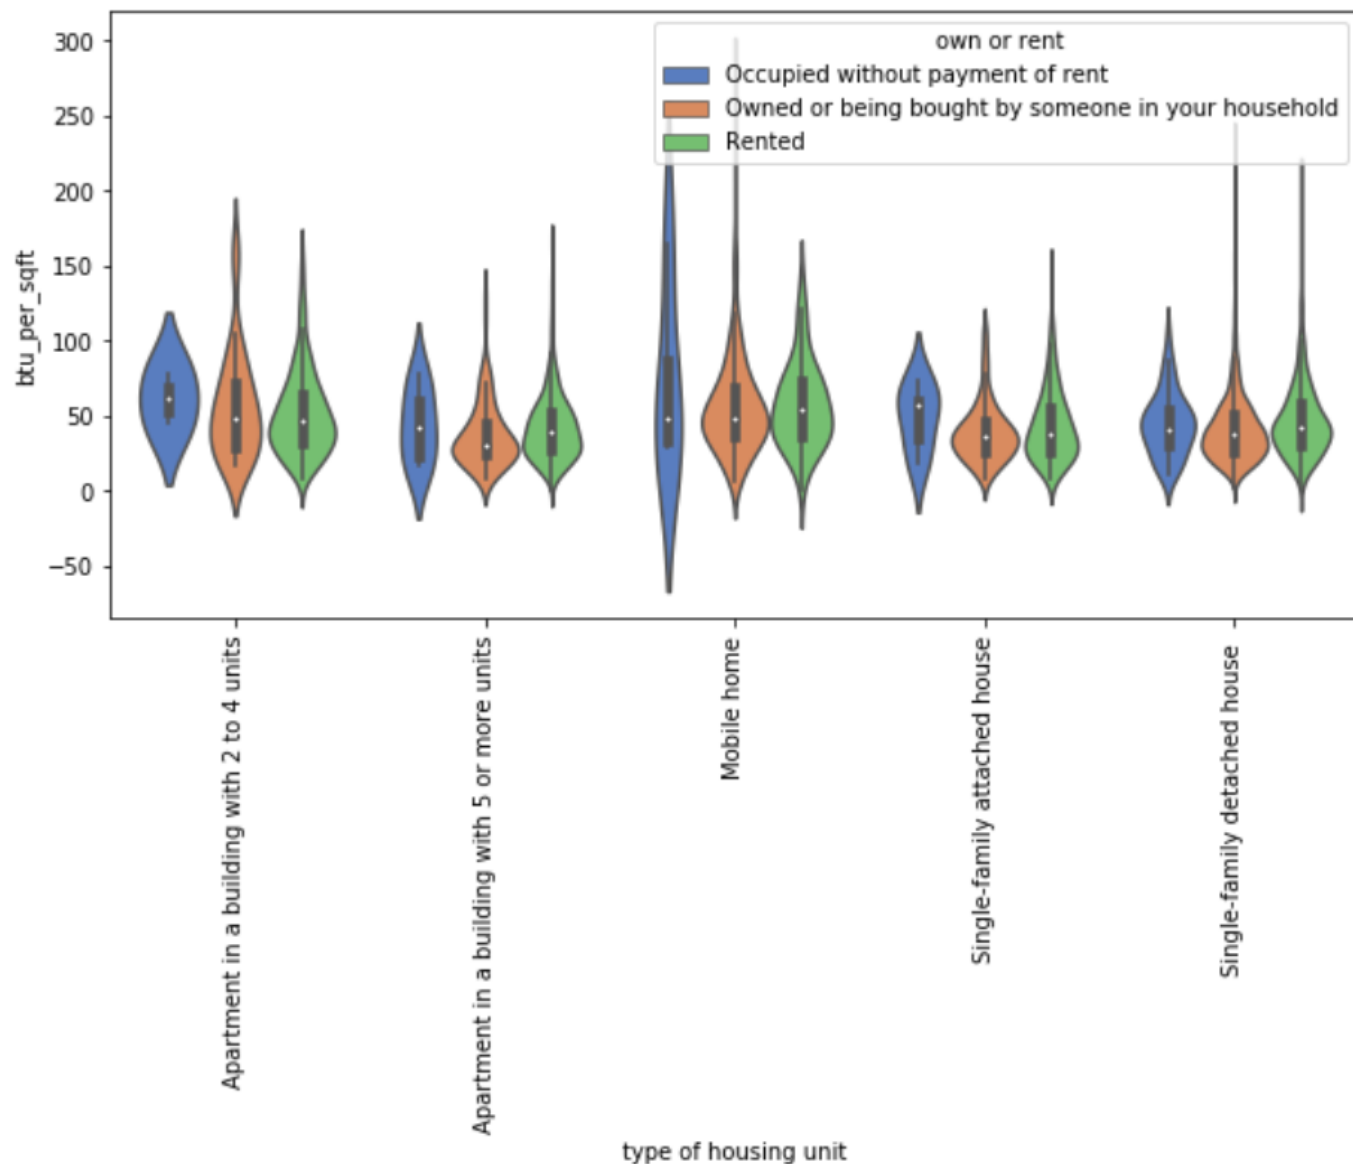 300
250
200
150
100
50
0
−50
btu_per_sqft
own or rent
Occupied without payment of rent
Owned or being bought by someone in your household
Rented
Apartment in a building with 2 to 4 units
Apartment in a building with 5 or more units
Mobile home
Single-family attached house
Single-family detached house
type of housing unit